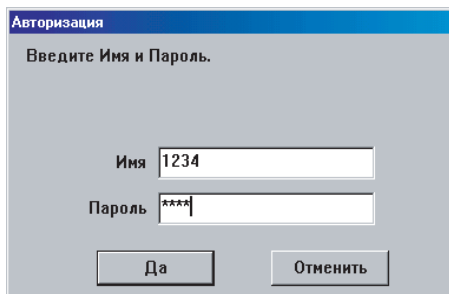 Авторизация
Введите Имя и Пароль.
Имя 1234
Пароль ****
Да Отменить